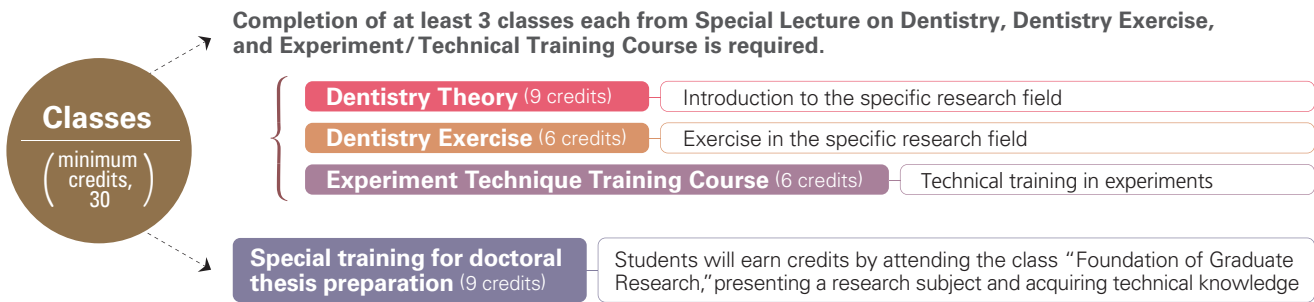 Completion of at least 3 classes each from Special Lecture on Dentistry, Dentistry Exercise,
and Experiment/Technical Training Course is required.
Classes
(minimum
credits,
30)
Dentistry Theory (9 credits)
Introduction to the specific research field
Dentistry Exercise (6 credits)
Exercise in the specific research field
Experiment Technique Training Course (6 credits)
Technical training in experiments
Special training for doctoral
thesis preparation (9 credits)
Students will earn credits by attending the class “Foundation of Graduate
Research,”presenting a research subject and acquiring technical knowledge